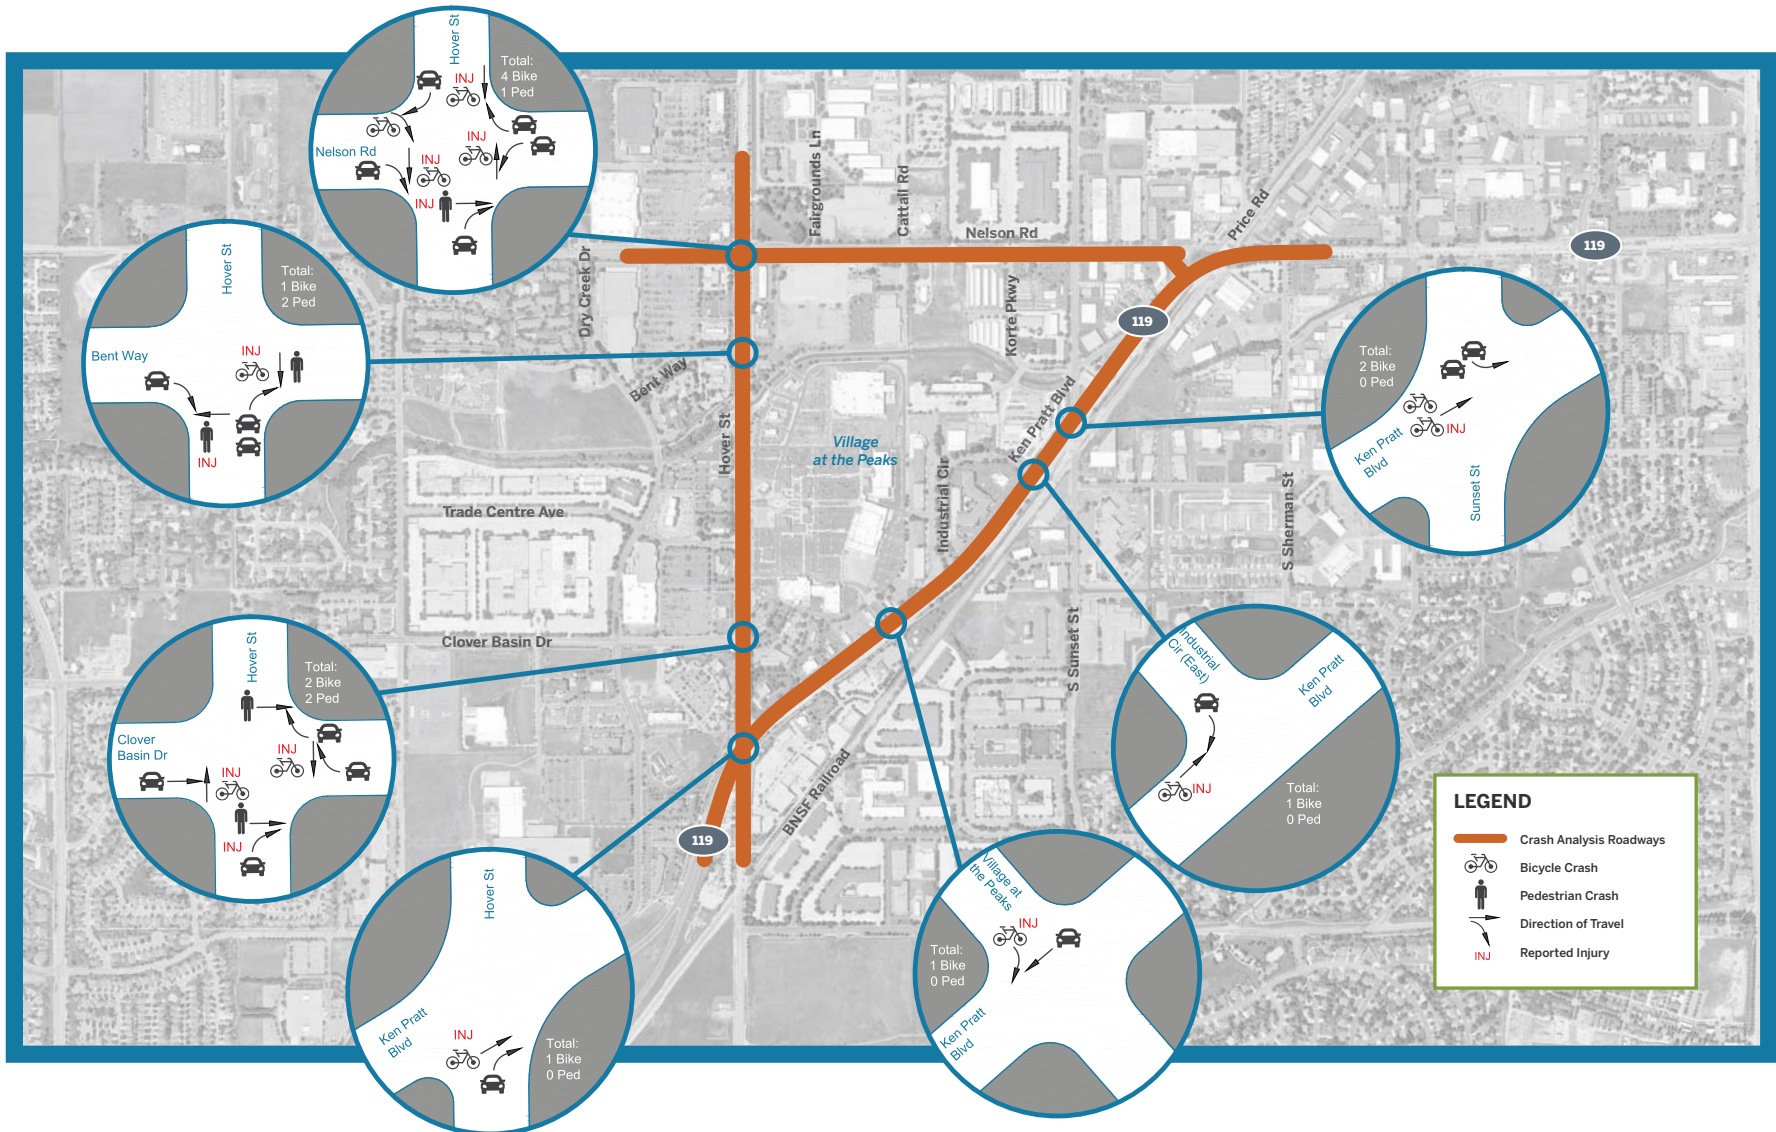 Hover St
Total:
4 Bike
1 Ped
INJ
INJ
Nelson Rd
INJ
INJ
Hover St
Total:
1 Bike
2 Ped
Bent Way
INJ
INJ
Fairgrounds Ln
Cattail Rd
Nelson Rd
Price Rd
119
Dry Creek Dr
Korte Pkwy
119
Bent Way
Ken Pratt Blvd
Hover St
Village
at the Peaks
Industrial Cir
Trade Centre Ave
S Sherman St
Clover Basin Dr
S Sunset St
BNSF Railroad
119
Total:
2 Bike
0 Ped
INJ
Ken Pratt
Blvd
Sunset St
Hover St
Total:
2 Bike
2 Ped
Clover
Basin Dr
INJ
INJ
INJ
Industrial
Cir (East)
Ken Pratt
Blvd
INJ
Total:
1 Bike
0 Ped
Hover St
Ken Pratt
Blvd
INJ
Total:
1 Bike
0 Ped
Village at
the Peaks
INJ
Total:
1 Bike
0 Ped
Ken Pratt
Blvd
LEGEND
Crash Analysis Roadways
Bicycle Crash
Pedestrian Crash
Direction of Travel
INJ
Reported Injury